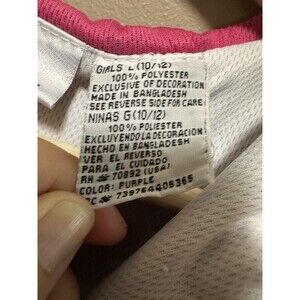 GIRLS L (10/12)
100% POLYESTER
EXCLUSIVE OF DECORATION
MADE IN BANGLADESH
SEE REVERSE SIDE FOR CARE
NINAS G (10/12)
100% POLIESTER
EXCLUYENDO LA DECORACION
HECHO EN BANGLADESH
VER EL REVERSO
PARA EL CUIDADO
RN # 70892 (USA)
COLOR: PURPLE
PC # 739764405365